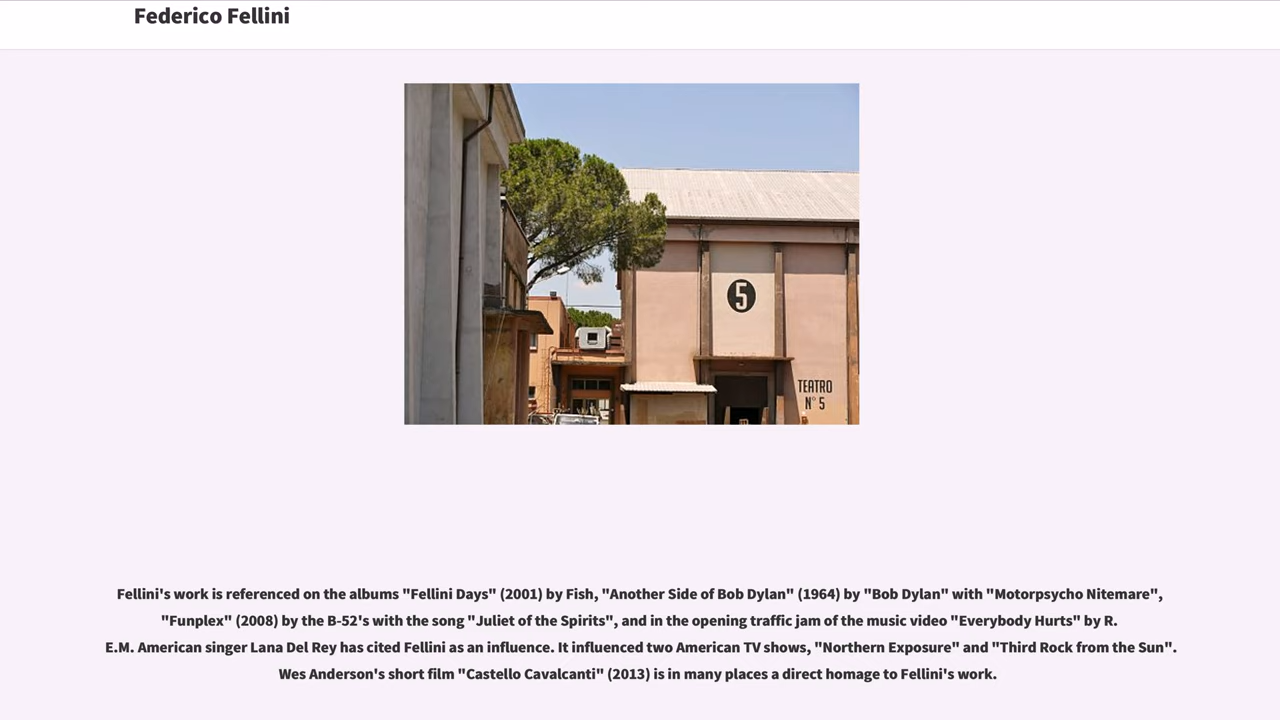 Federico Fellini
5
TEATRO
N° 5
Fellini's work is referenced on the albums "Fellini Days" (2001) by Fish, "Another Side of Bob Dylan" (1964) by "Bob Dylan" with "Motorpsycho Nitemare",
"Funplex" (2008) by the B-52's with the song "Juliet of the Spirits", and in the opening traffic jam of the music video "Everybody Hurts" by R.
E.M. American singer Lana Del Rey has cited Fellini as an influence. It influenced two American TV shows, "Northern Exposure" and "Third Rock from the Sun".
Wes Anderson's short film "Castello Cavalcanti" (2013) is in many places a direct homage to Fellini's work.